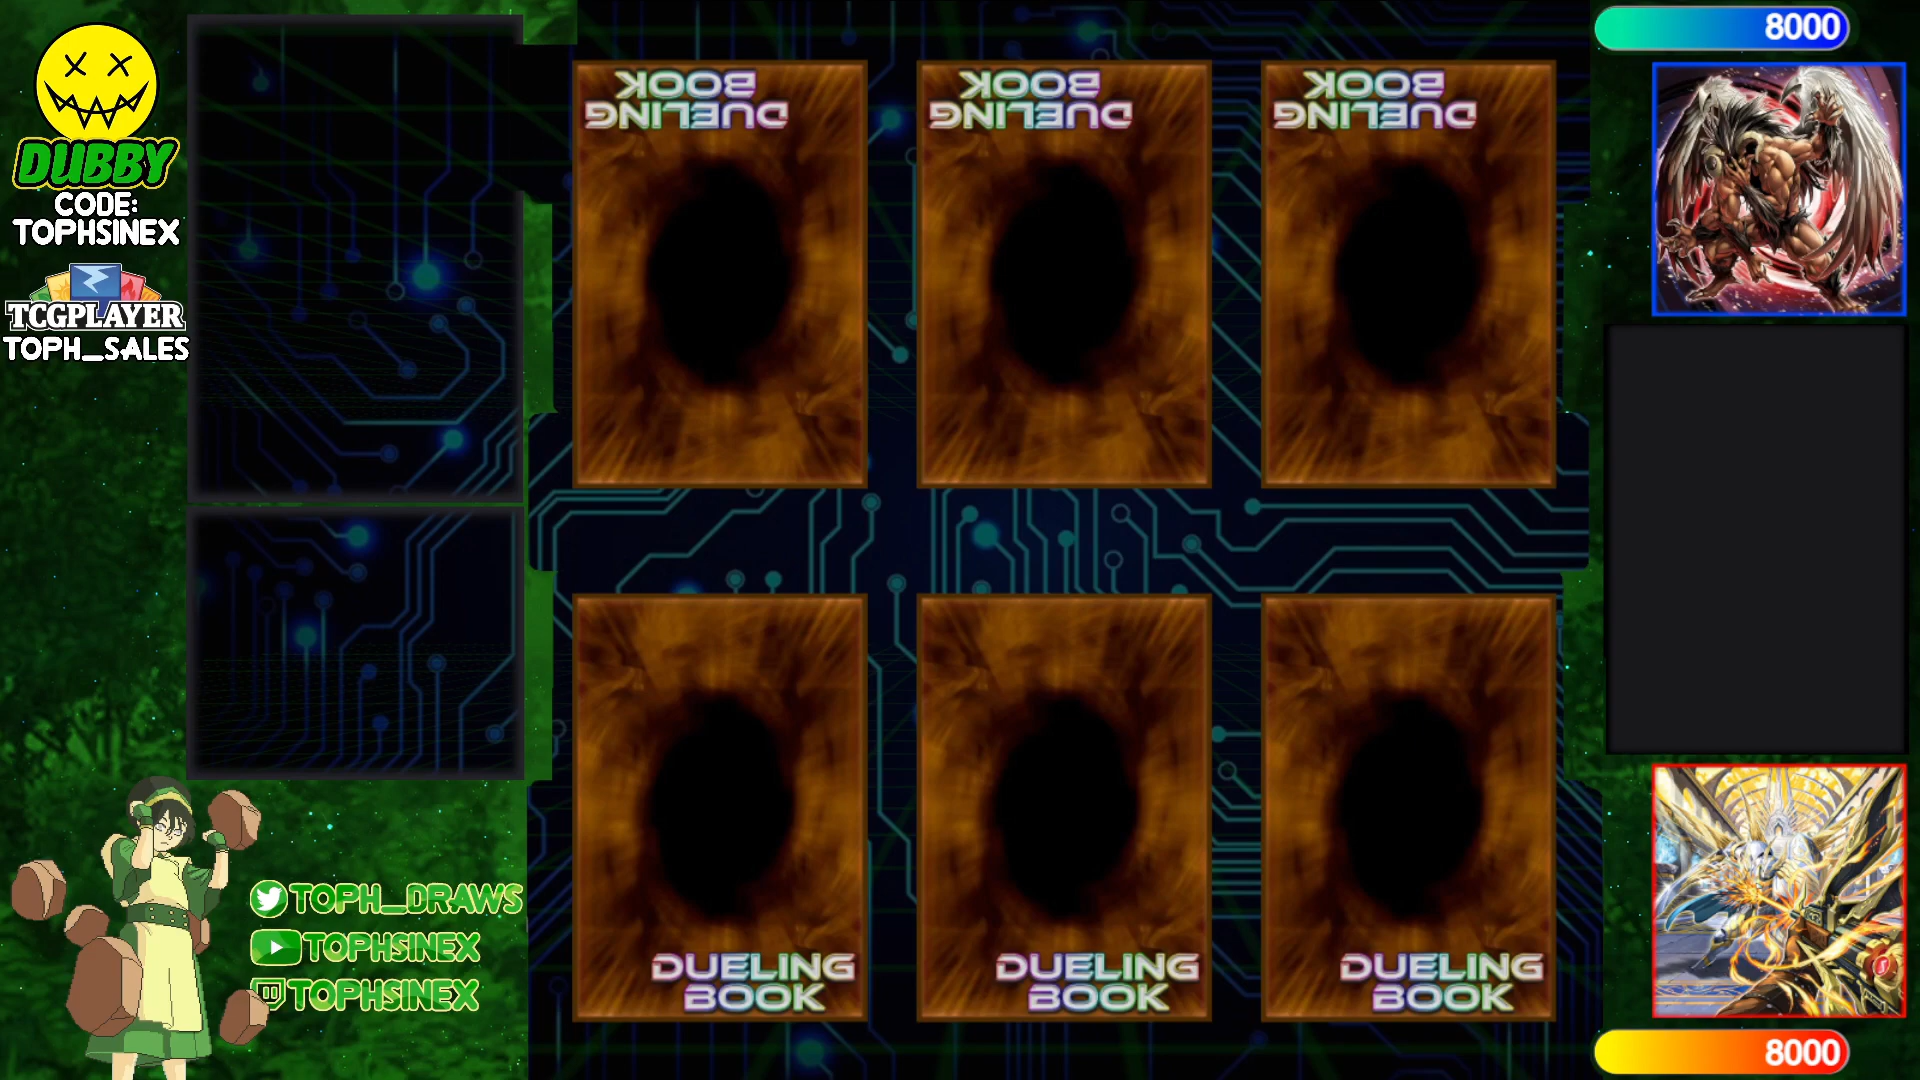 DUBBY
CODE:
TOPHSINEX
TCGPLAYER
TOPH_SALES
DUELING
BOOK
DUELING
BOOK
DUELING
BOOK
8000
DUELING
BOOK
DUELING
BOOK
DUELING
BOOK
TOPH_DRAWS
TOPHSINEX
TOPHSINEX
8000